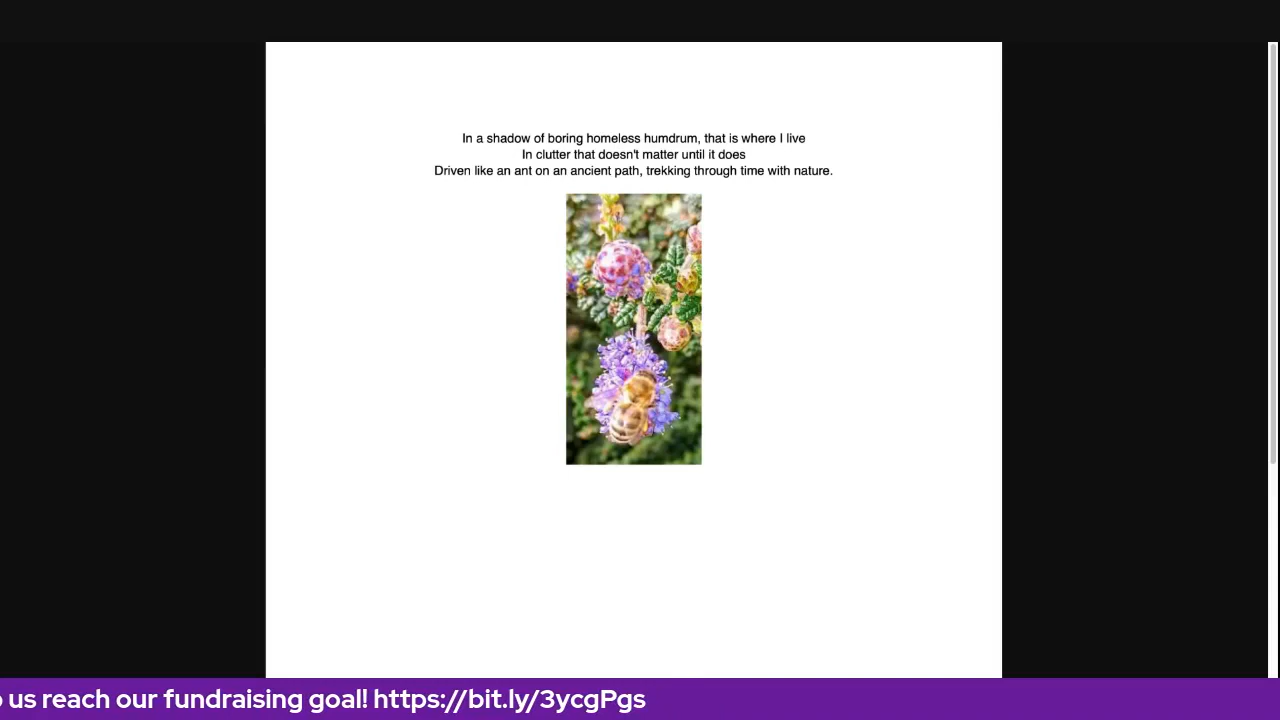 In a shadow of boring homeless humdrum, that is where I live
In clutter that doesn't matter until it does
Driven like an ant on an ancient path, trekking through time with nature.
us reach our fundraising goal! https://bit.ly/3ycgPgs